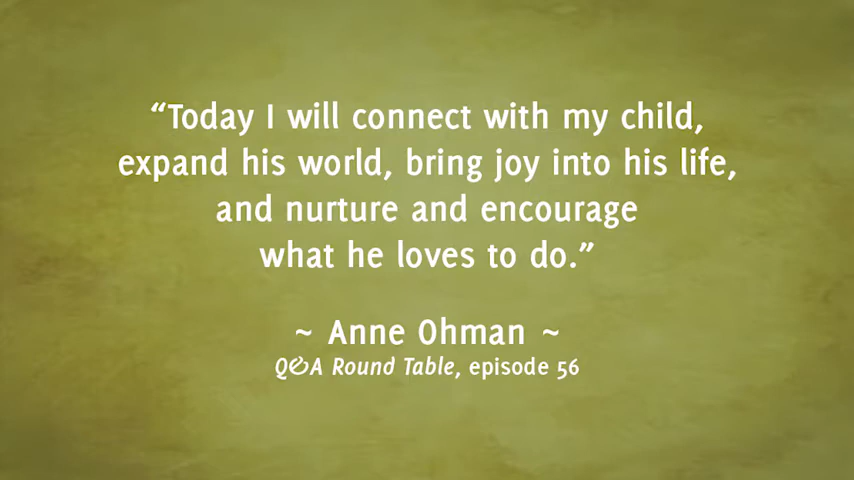 “Today I will connect with my child,
expand his world, bring joy into his life,
and nurture and encourage
what he loves to do.”
~ Anne Ohman ~
Q&A Round Table, episode 56